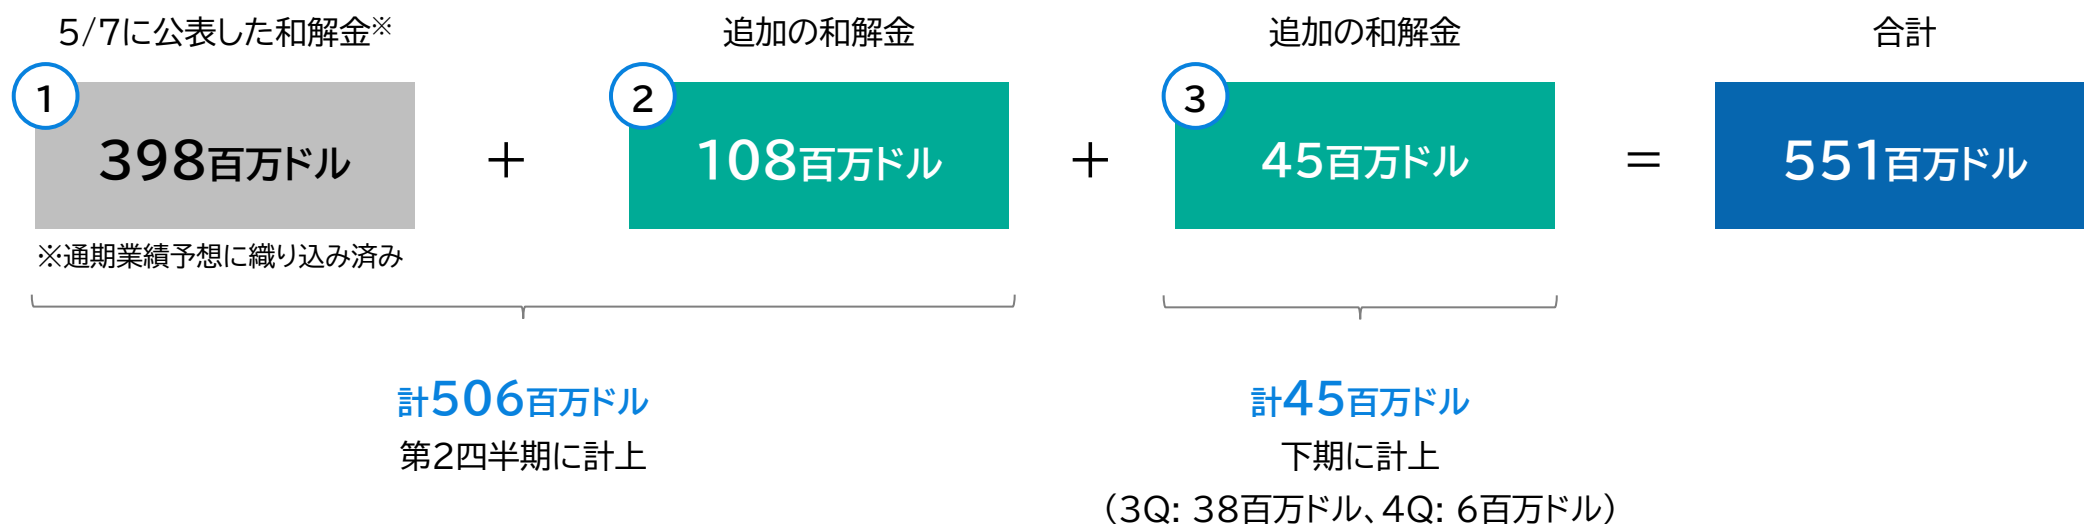 5/7に公表した和解金※
追加の和解金
追加の和解金
合計
1
398百万ドル
+
2
108百万ドル
+
3
45百万ドル
=
551百万ドル
※通期業績予想に織り込み済み
計506百万ドル
第2四半期に計上
計45百万ドル
下期に計上
(3Q: 38百万ドル、4Q: 6百万ドル)